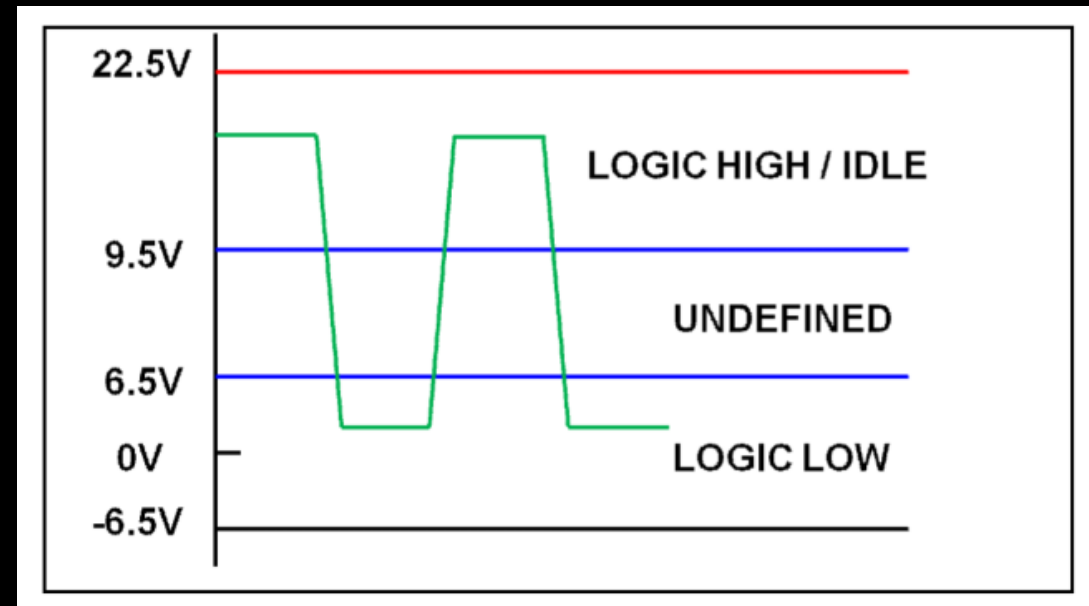 22.5V
LOGIC HIGH / IDLE
9.5V
UNDEFINED
6.5V
0V
LOGIC LOW
-6.5V